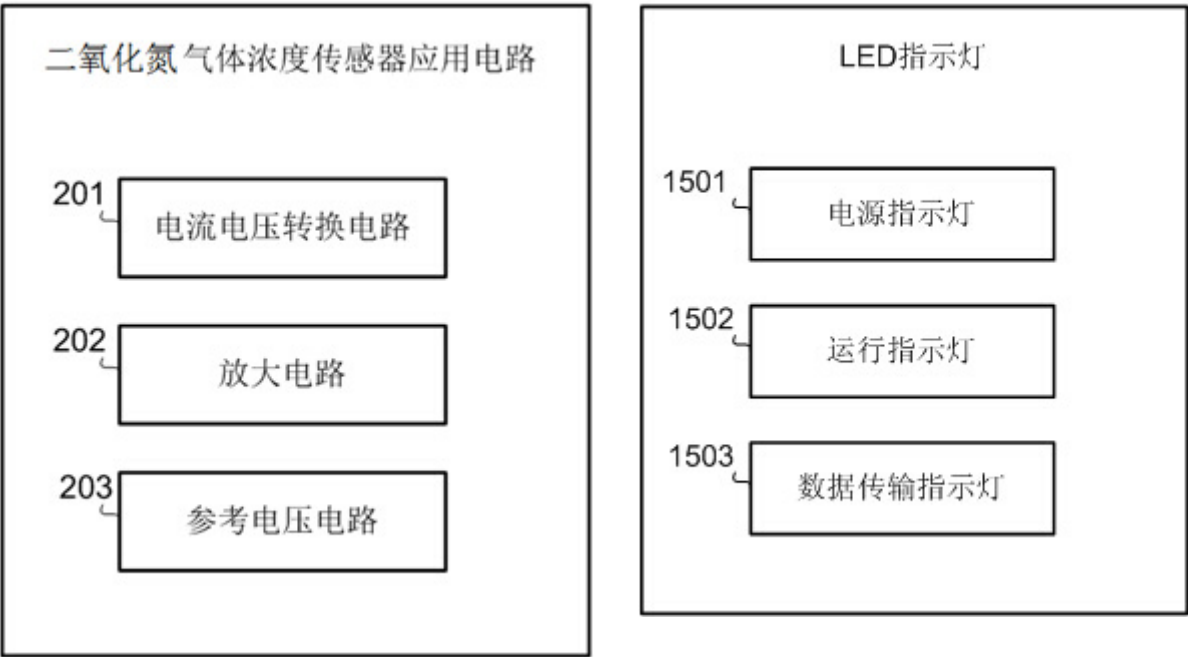 二氧化氮气体浓度传感器应用电路
201
电流电压转换电路
202
放大电路
203
参考电压电路
LED指示灯
1501
电源指示灯
1502
运行指示灯
1503
数据传输指示灯